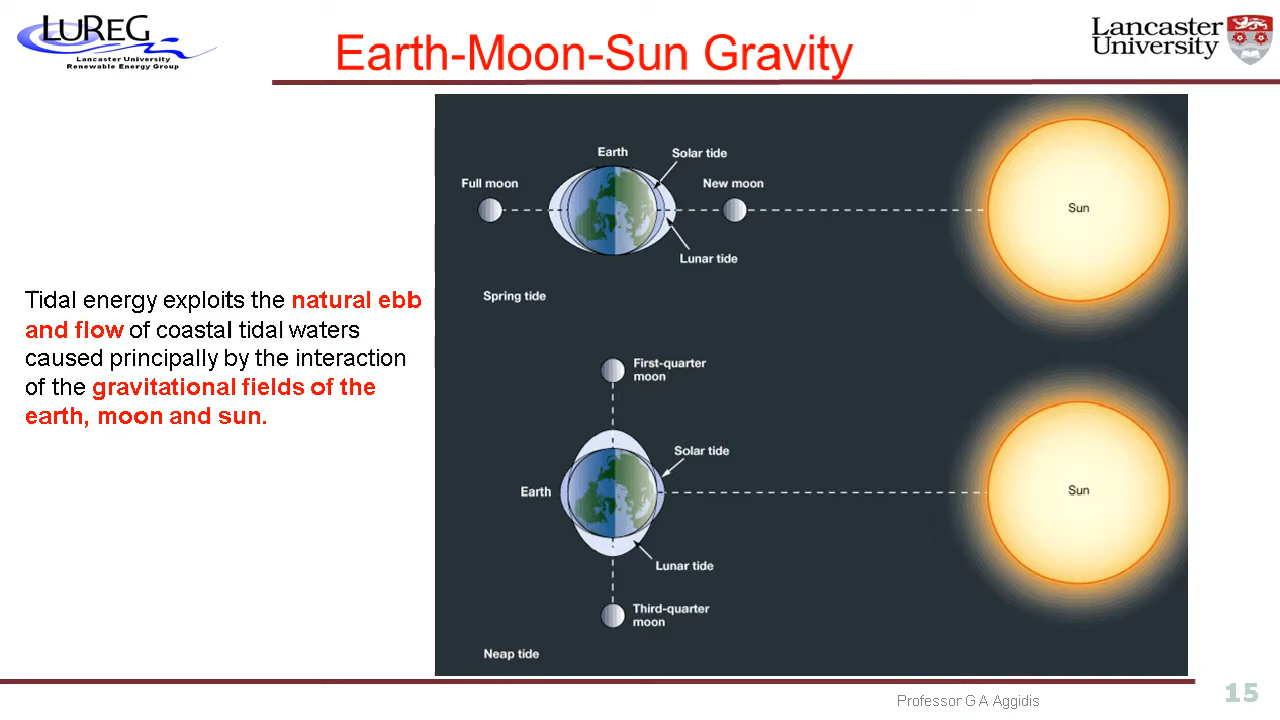 LUREG
Lancaster University
Renewable Energy Group
Earth-Moon-Sun Gravity
Lancaster
University
Tidal energy exploits the natural ebb
and flow of coastal tidal waters
caused principally by the interaction
of the gravitational fields of the
earth, moon and sun.
Earth
Solar tide
Full moon
New moon
Sun
Lunar tide
Spring tide
First-quarter
moon
Solar tide
Earth
Sun
Lunar tide
Third-quarter
moon
Neap tide
Professor G A Aggidis
15